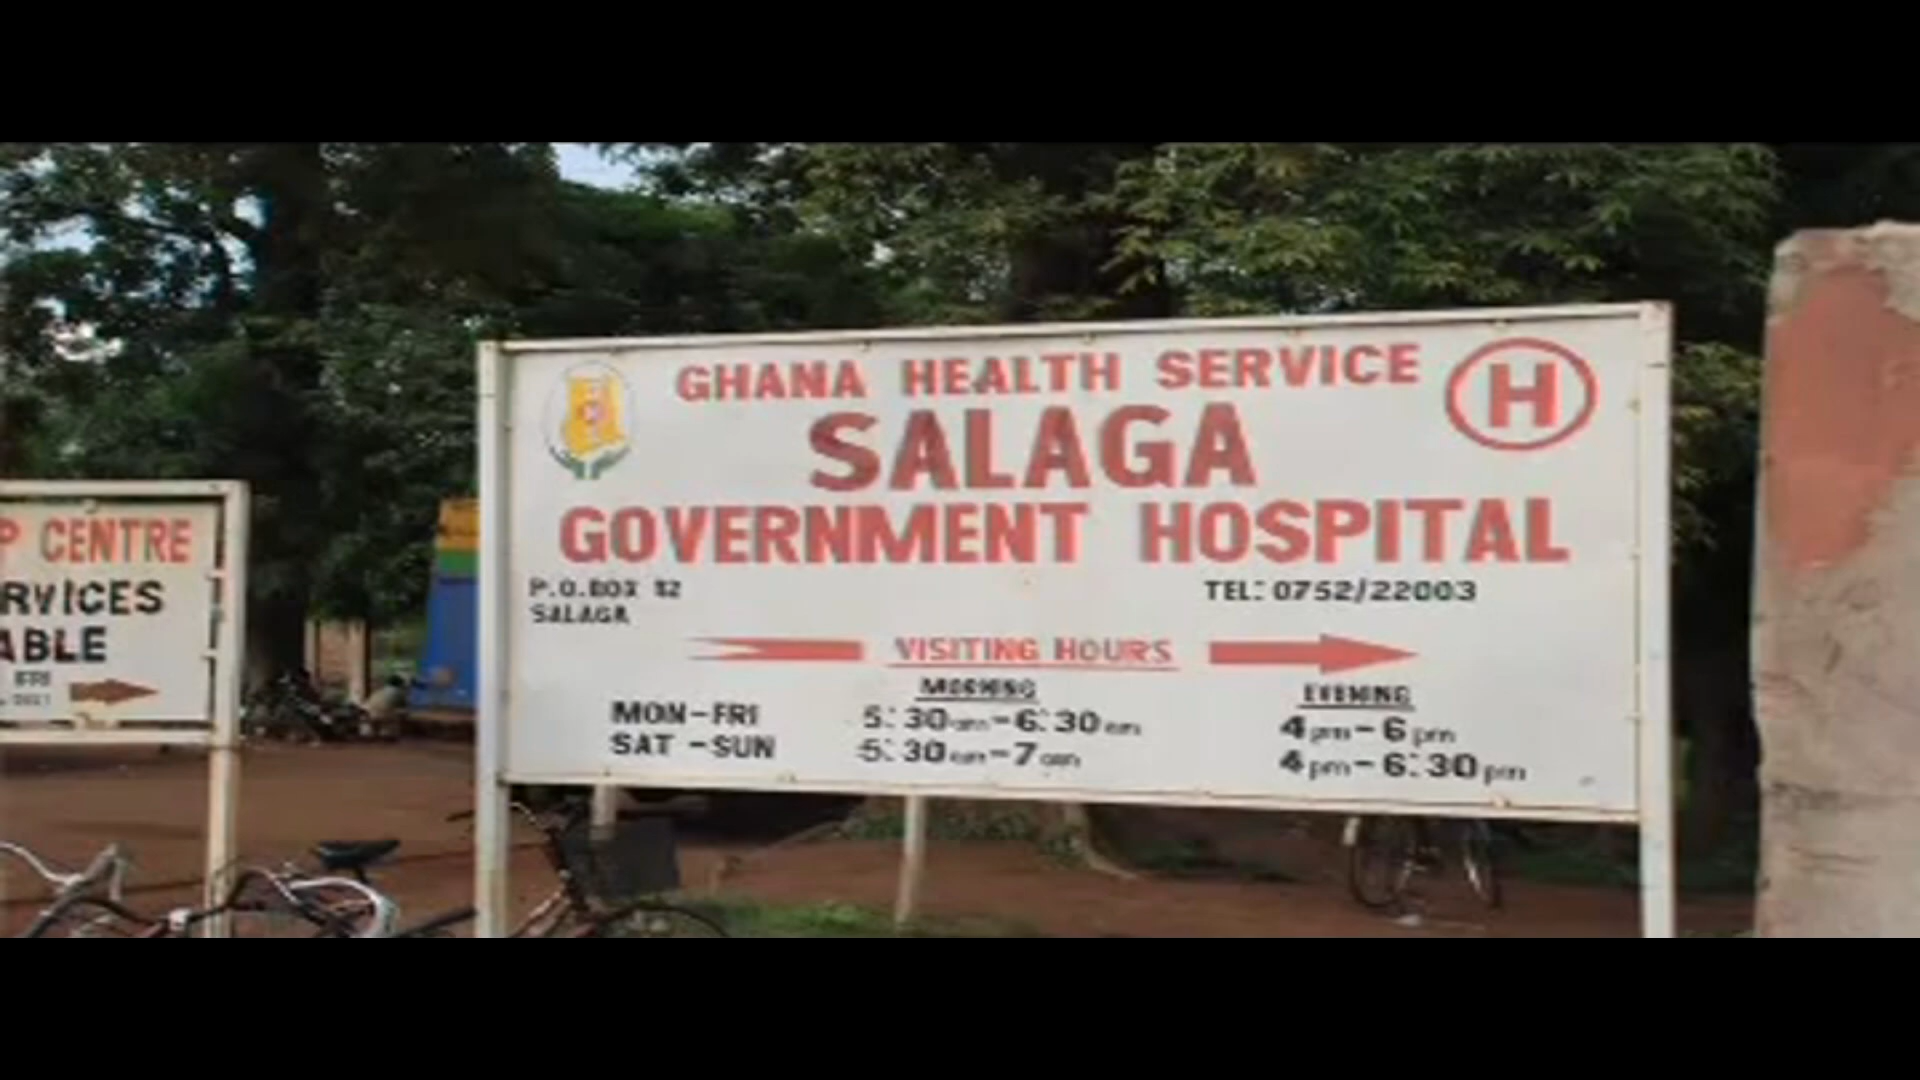 GHANA HEALTH SERVICE
H
SALAGA
GOVERNMENT HOSPITAL
P.O.BOX
SALAGA
TEL: 0752/22003
VISITING HOURS
MORNING
EVENING
MON-FRI 5:30am-6:30am 4pm-6pm
SAT-SUN 5:30am-7am 4pm-6:30pm
P CENTRE
RVICES
ABLE